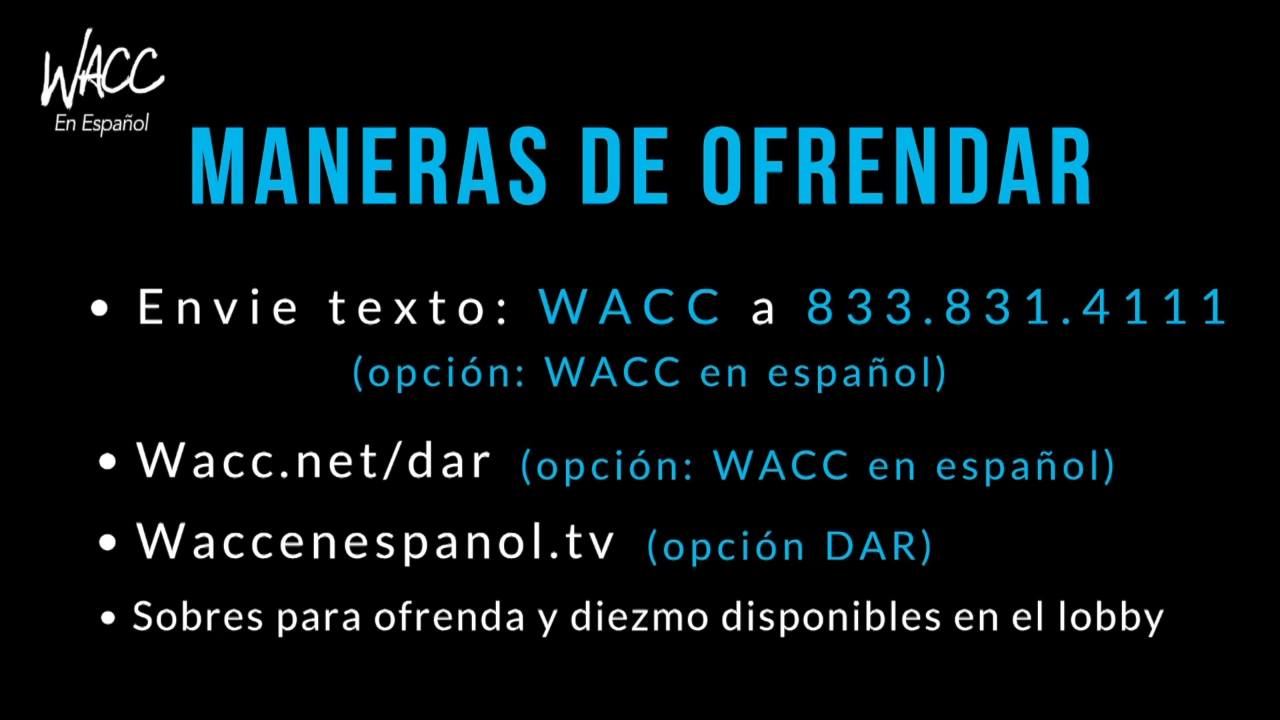 WACC
En Español
MANERAS DE OFRENDAR
• Envie texto: WACC a 833.831.4111
(opción: WACC en español)
• Wacc.net/dar (opción: WACC en español)
• Waccenespanol.tv (opción DAR)
• Sobres para ofrenda y diezmo disponibles en el lobby